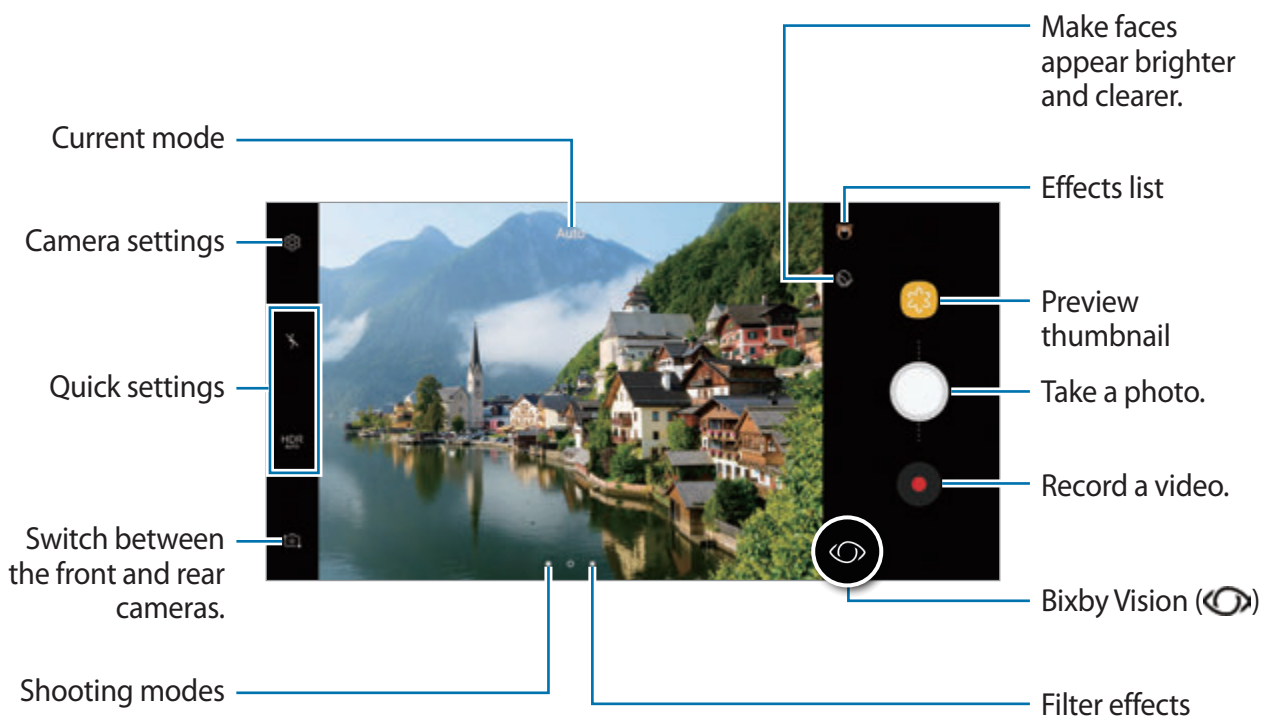 Make faces
appear brighter
and clearer.
Current mode
Effects list
Auto
Camera settings
Preview
thumbnail
Quick settings
Take a photo.
HDR
AUTO
Record a video.
Switch between
the front and rear
cameras.
Bixby Vision ( )
Shooting modes
Filter effects